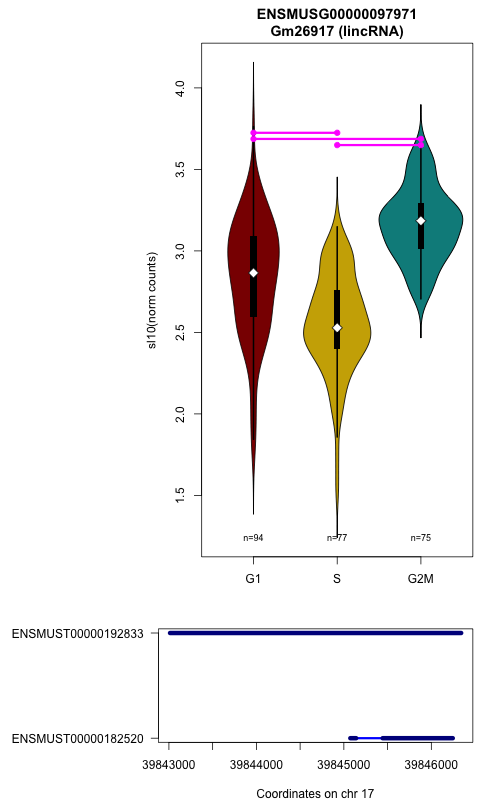 ENSMUSG00000097971
Gm26917 (lincRNA)
4.0
3.5
3.0
2.5
2.0
1.5
sl10(norm counts)
n=94 n=77 n=75
G1 S G2M
ENSMUST00000192833
ENSMUST00000182520
39843000 39844000 39845000 39846000
Coordinates on chr 17